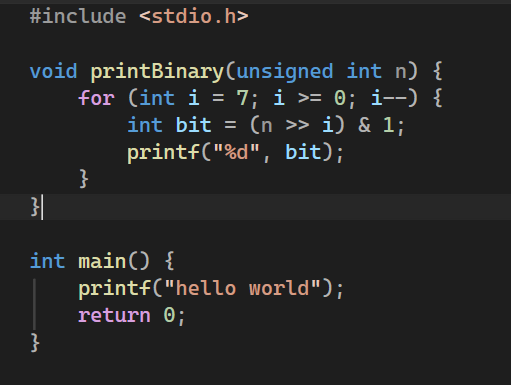 #include <stdio.h>
void printBinary(unsigned int n) {
    for (int i = 7; i >= 0; i--) {
        int bit = (n >> i) & 1;
        printf("%d", bit);
    }
}
int main() {
    printf("hello world");
    return 0;
}